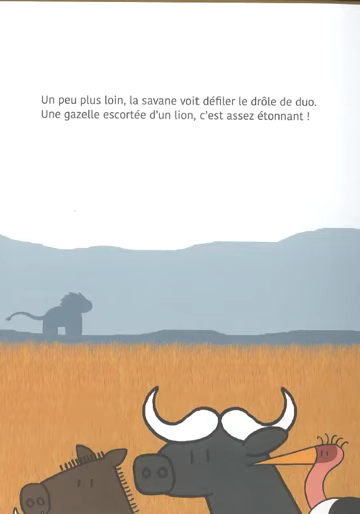 Un peu plus loin, la savane voit défiler le drôle de duo.
Une gazelle escortée d'un lion, c'est assez étonnant !